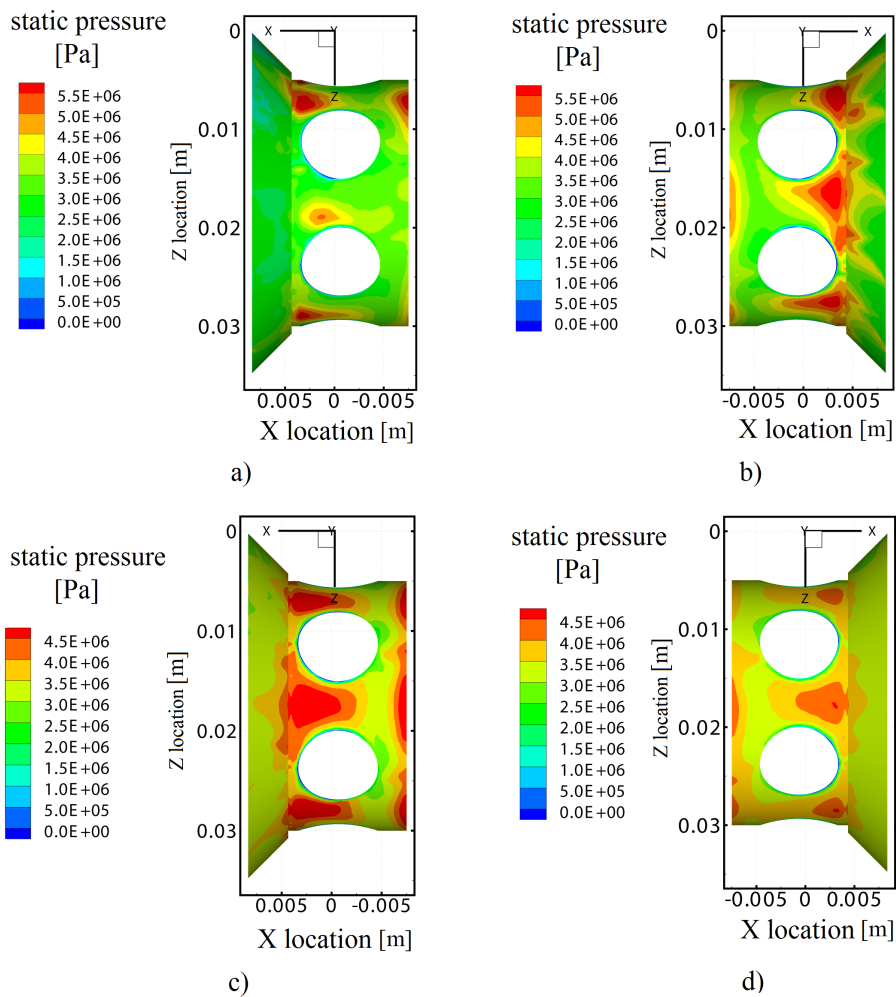 static pressure
[Pa]
5.5E+06
5.0E+06
4.5E+06
4.0E+06
3.5E+06
3.0E+06
2.5E+06
2.0E+06
1.5E+06
1.0E+06
5.0E+05
0.0E+00
Z location [m]
0
0.01
0.02
0.03
X Y
Z
0.005 0 -0.005
X location [m]
a)
static pressure
[Pa]
5.5E+06
5.0E+06
4.5E+06
4.0E+06
3.5E+06
3.0E+06
2.5E+06
2.0E+06
1.5E+06
1.0E+06
5.0E+05
0.0E+00
Z location [m]
0
0.01
0.02
0.03
Y X
Z
-0.005 0 0.005
X location [m]
b)
static pressure
[Pa]
4.5E+06
4.0E+06
3.5E+06
3.0E+06
2.5E+06
2.0E+06
1.5E+06
1.0E+06
5.0E+05
0.0E+00
Z location [m]
0
0.01
0.02
0.03
X Y
Z
0.005 0 -0.005
X location [m]
c)
static pressure
[Pa]
4.5E+06
4.0E+06
3.5E+06
3.0E+06
2.5E+06
2.0E+06
1.5E+06
1.0E+06
5.0E+05
0.0E+00
Z location [m]
0
0.01
0.02
0.03
Y X
Z
-0.005 0 0.005
X location [m]
d)